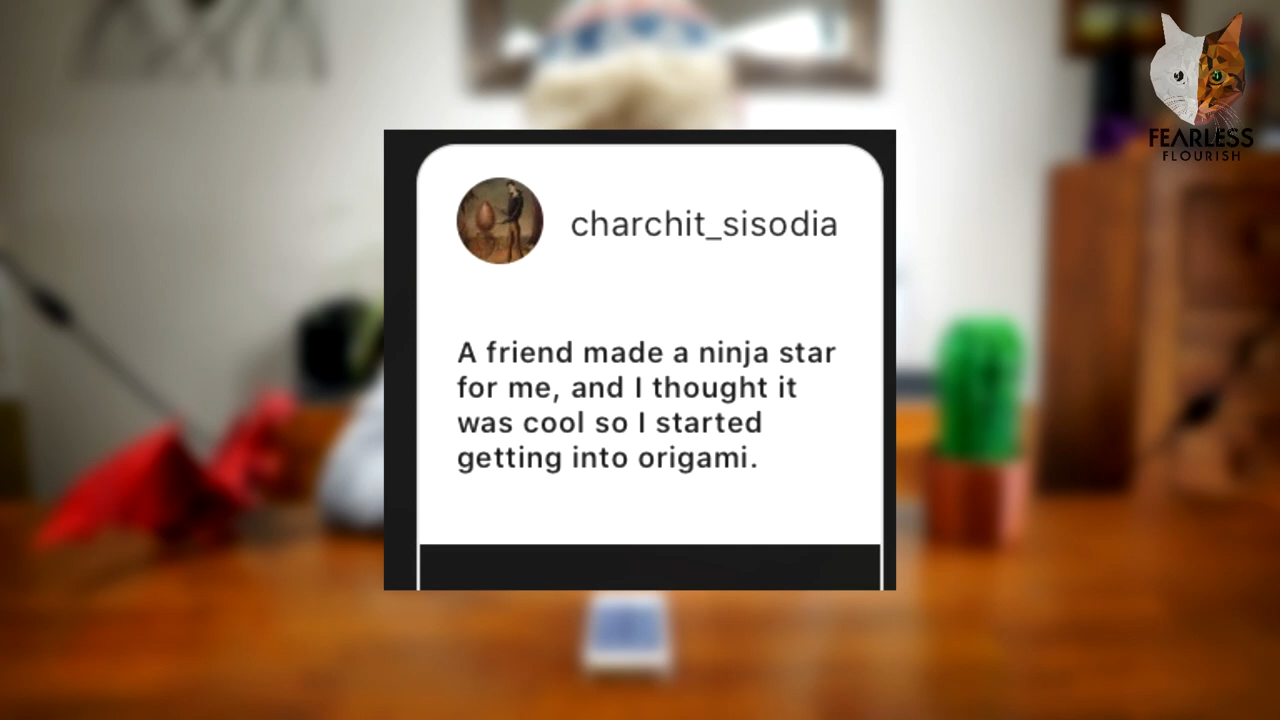 FEARLESS
FLOURISH
charchit_sisodia
A friend made a ninja star
for me, and I thought it
was cool so I started
getting into origami.